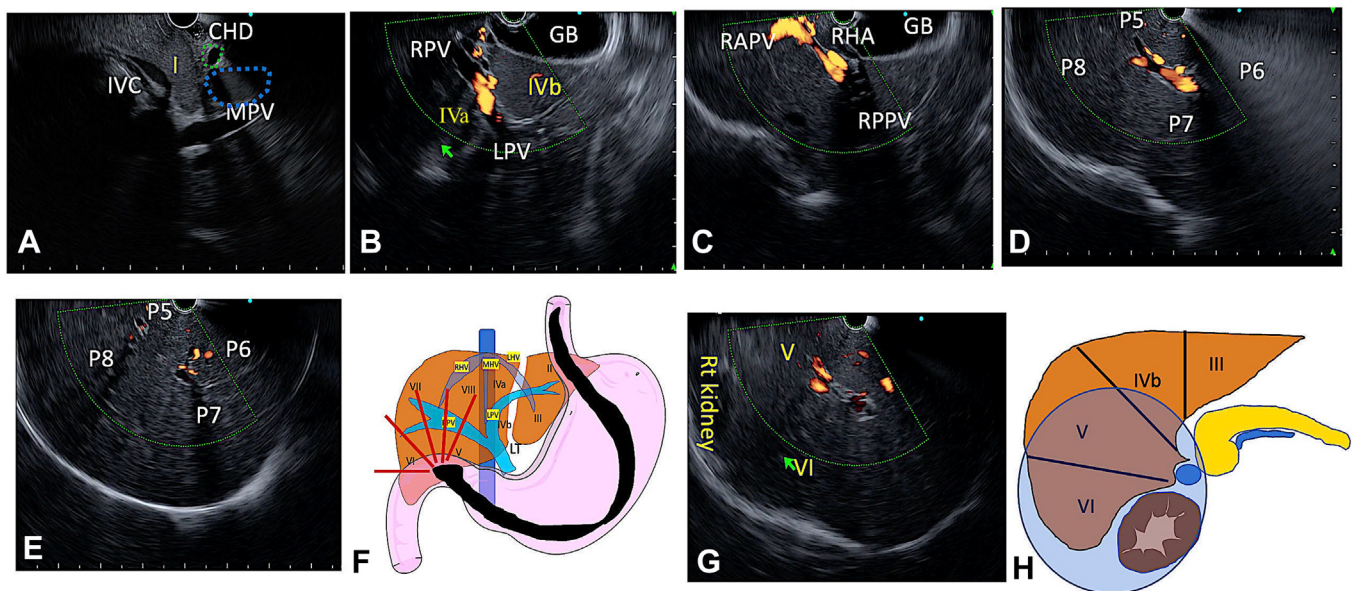 CHD
I
IVC
MPV
A
RPV
GB
IVb
IVa
LPV
B
RAPV
RHA
GB
RPPV
C
P5
P8
P6
P7
D
P5
P8
P6
P7
E
LHV
RHV
MHV
II
VII
IVa
VIII
LPV
III
RPV
IVb
V
LT
VI
F
V
Rt kidney
VI
G
III
IVb
V
VI
H